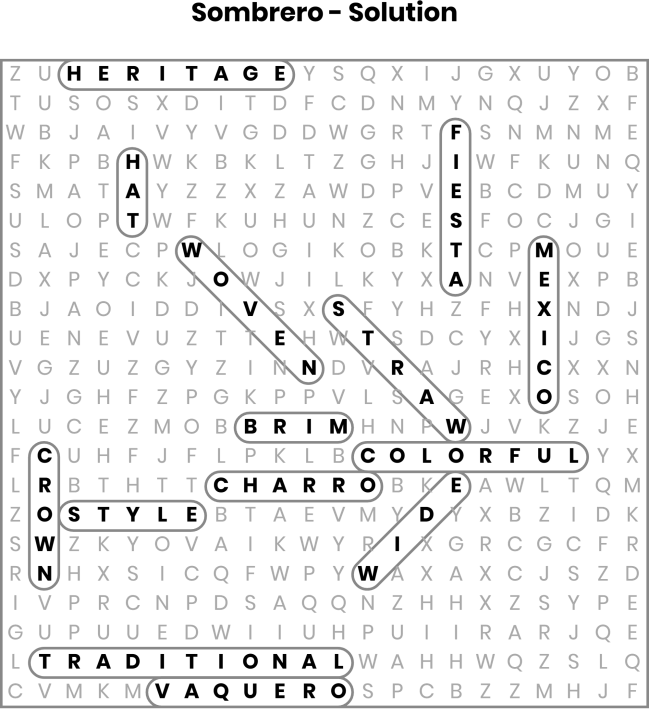 Sombrero – Solution
Z U H E R I T A G E Y S Q X I J G X U Y O B
T U S O S X D I T D F C D N M Y N Q J Z X F
W B J A I V Y V G D D W G R T F S N M N M E
F K P B H W K B K L T Z G H J I W F K U N Q
S M A T A Y Z Z X Z A W D P V E B C D M U Y
U L O P T W F K U H U N Z C E S F O C J G I
S A J E C P W L O G I K O B K T C P M O U E
D X P Y C K J O W J I L K Y X A N V E X P B
B J A O I D D I V S X S F Y H Z F H X N D J
U E N E V U Z T T E H W T S D C Y X I J G S
V G Z U Z G Y Z I N N D V R A J R H C X X N
Y J G H F Z P G K P P V L S A G E X O S O H
L U C E Z M O B B R I M H N P W J V K Z J E
F C U H F J F L P K L B C O L O R F U L Y X
L R B T H T T C H A R R O B K E A W L T Q M
Z O S T Y L E B T A E V M Y D Y X B Z I D K
S W Z K Y O V A I K W Y R I X G R C G C F R
R N H X S I C Q F W P Y W A X A X C J S Z D
I V P R C N P D S A Q Q N Z H H X Z S Y P E
G U P U U E D W I I U H P U I I R A R J Q E
L T R A D I T I O N A L W A H H W Q Z S L Q
C V M K M V A Q U E R O S P C B Z Z M H J F